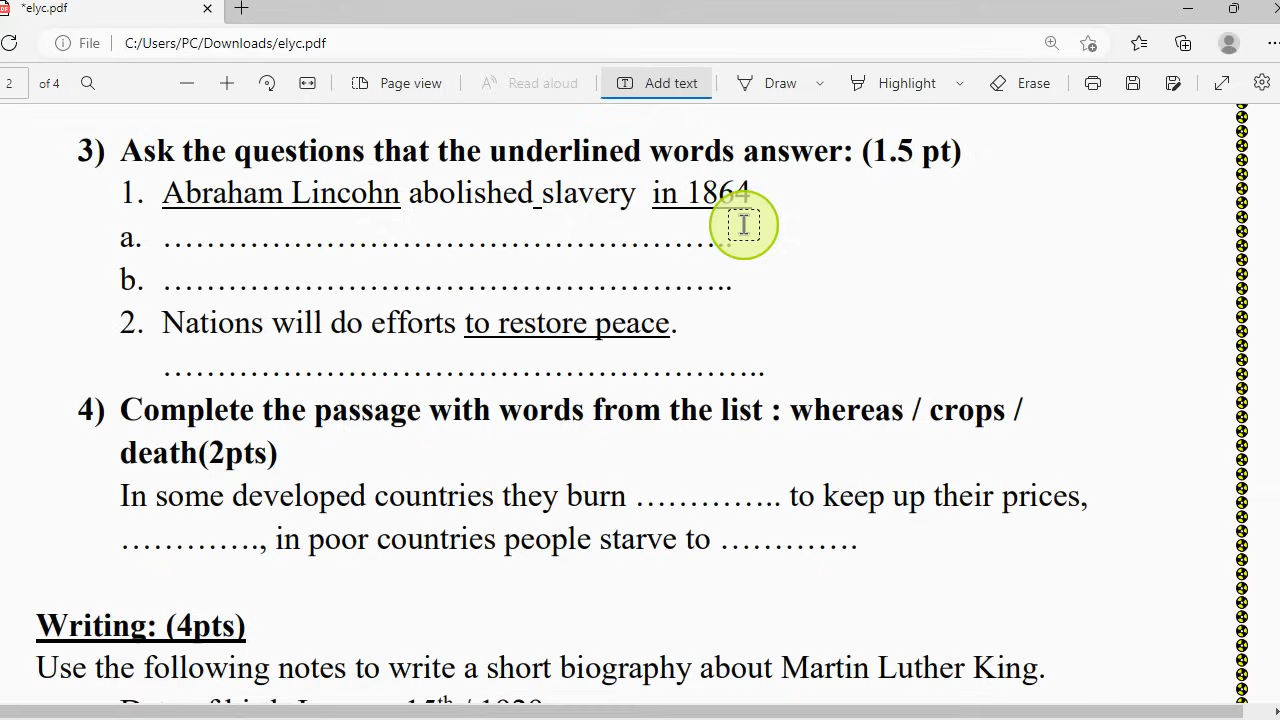 *elyc.pdf
File C:/Users/PC/Downloads/elyc.pdf
2 of 4 Page view Read aloud Add text Draw Highlight Erase
3) Ask the questions that the underlined words answer: (1.5 pt)
1. Abraham Lincohn abolished slavery in 1864
a. ……………………………………………………..
b. ……………………………………………………..
2. Nations will do efforts to restore peace.
………………………………………………………..
4) Complete the passage with words from the list : whereas / crops /
death(2pts)
In some developed countries they burn ………….. to keep up their prices,
…………., in poor countries people starve to ………….
Writing: (4pts)
Use the following notes to write a short biography about Martin Luther King.